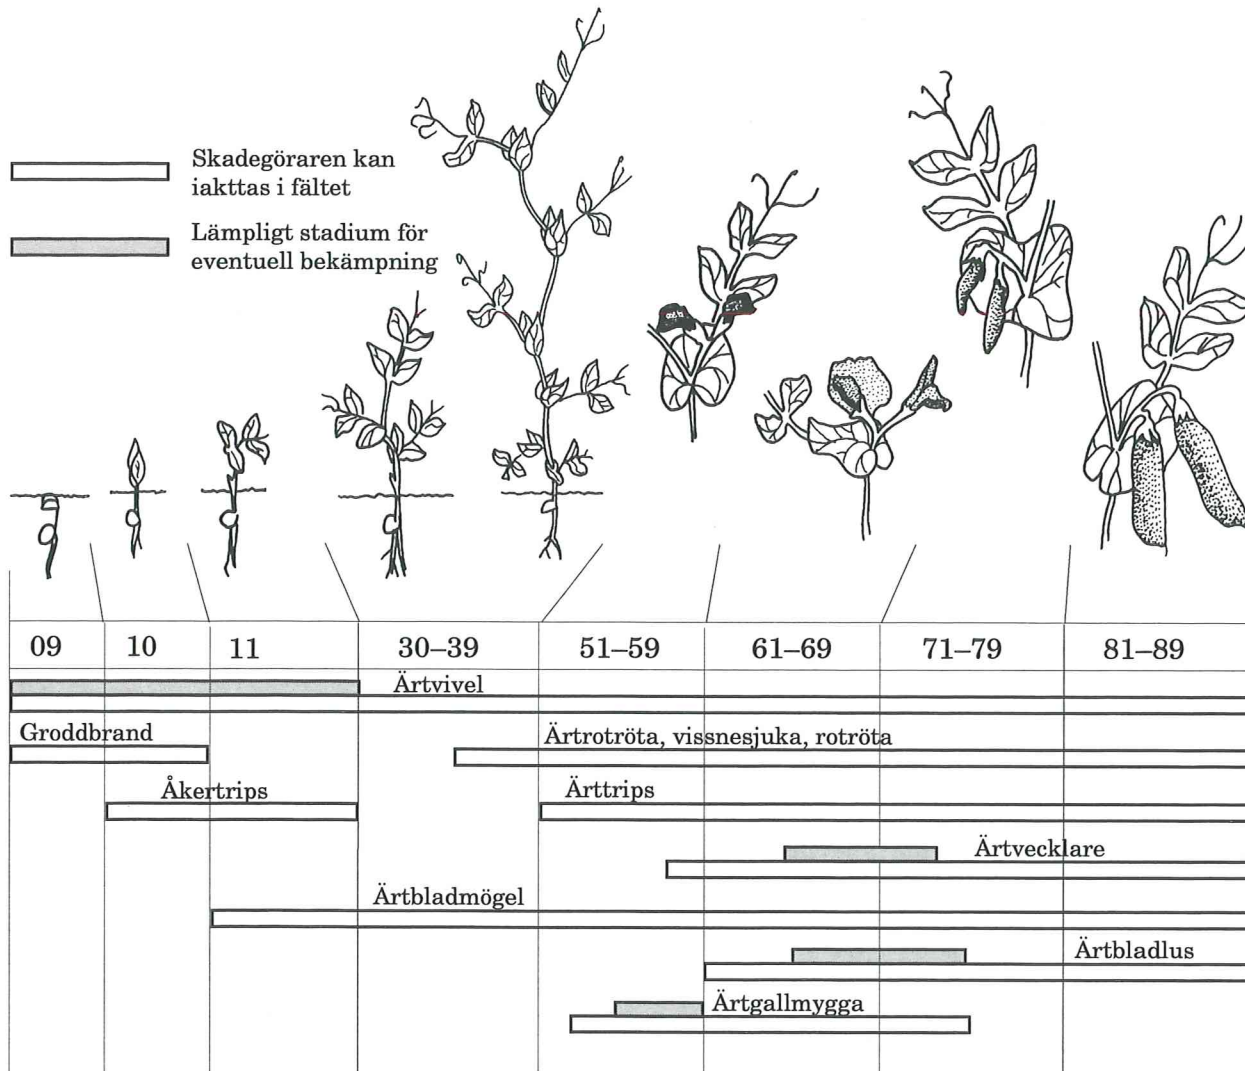 Skadegöraren kan
iakttas i fältet
Lämpligt stadium för
eventuell bekämpning
09 10 11 30–39 51–59 61–69 71–79 81–89
Ärtvivel
Groddbrand
Ärtrotröta, vissnesjuka, rotröta
Åkertrips
Ärttrips
Ärtvecklare
Ärtbladmögel
Ärtbladlus
Ärtgallmygga